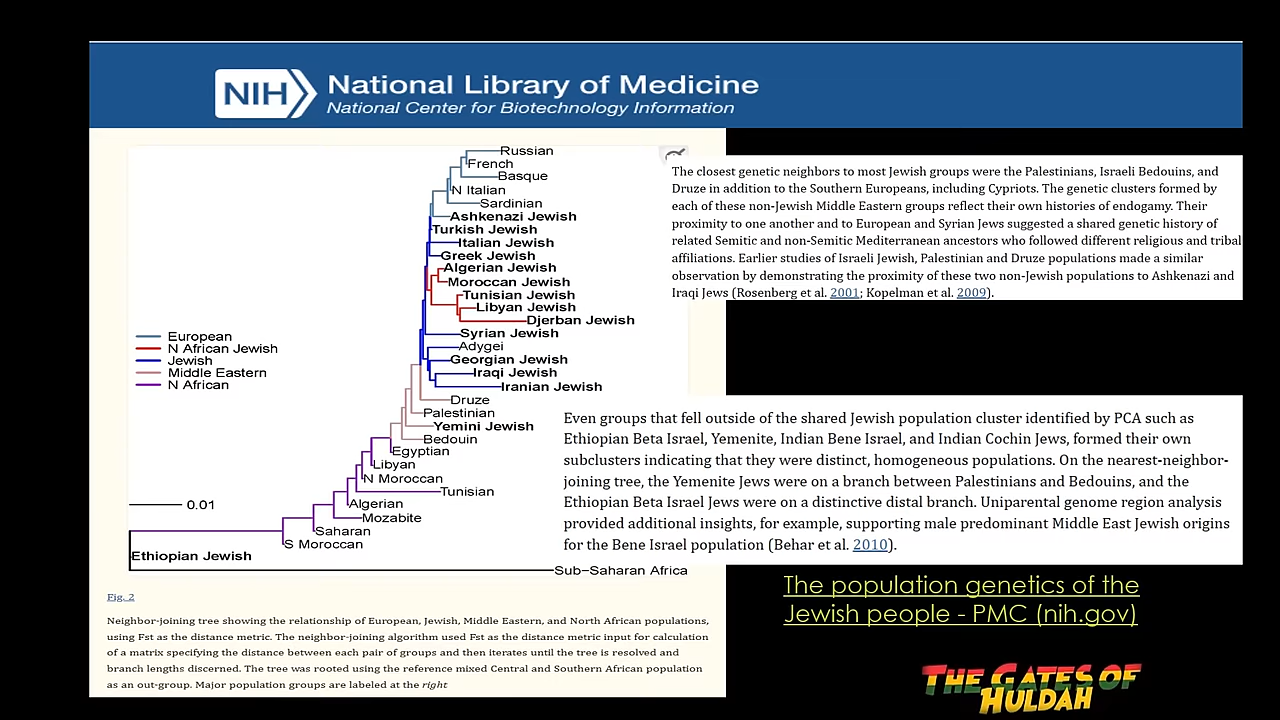 NIH
National Library of Medicine
National Center for Biotechnology Information
Russian
French
Basque
N Italian
Sardinian
Ashkenazi Jewish
Turkish Jewish
Italian Jewish
Greek Jewish
Algerian Jewish
Moroccan Jewish
Tunisian Jewish
Libyan Jewish
Djerban Jewish
Syrian Jewish
Adygei
Georgian Jewish
Iraqi Jewish
Iranian Jewish
Druze
Palestinian
Yemini Jewish
Bedouin
Egyptian
Libyan
N Moroccan
Tunisian
Algerian
Mozabite
Saharan
S Moroccan
Ethiopian Jewish
Sub-Saharan Africa
European
N African Jewish
Jewish
Middle Eastern
N African
0.01
Fig. 2
Neighbor-joining tree showing the relationship of European, Jewish, Middle Eastern, and North African populations,
using Fst as the distance metric. The neighbor-joining algorithm used Fst as the distance metric input for calculation
of a matrix specifying the distance between each pair of groups and then iterates until the tree is resolved and
branch lengths discerned. The tree was rooted using the reference mixed Central and Southern African population
as an out-group. Major population groups are labeled at the right
The closest genetic neighbors to most Jewish groups were the Palestinians, Israeli Bedouins, and
Druze in addition to the Southern Europeans, including Cypriots. The genetic clusters formed by
each of these non-Jewish Middle Eastern groups reflect their own histories of endogamy. Their
proximity to one another and to European and Syrian Jews suggested a shared genetic history of
related Semitic and non-Semitic Mediterranean ancestors who followed different religious and tribal
affiliations. Earlier studies of Israeli Jewish, Palestinian and Druze populations made a similar
observation by demonstrating the proximity of these two non-Jewish populations to Ashkenazi and
Iraqi Jews (Rosenberg et al. 2001; Kopelman et al. 2009).
Even groups that fell outside of the shared Jewish population cluster identified by PCA such as
Ethiopian Beta Israel, Yemenite, Indian Bene Israel, and Indian Cochin Jews, formed their own
subclusters indicating that they were distinct, homogeneous populations. On the nearest-neighbor-
joining tree, the Yemenite Jews were on a branch between Palestinians and Bedouins, and the
Ethiopian Beta Israel Jews were on a distinctive distal branch. Uniparental genome region analysis
provided additional insights, for example, supporting male predominant Middle East Jewish origins
for the Bene Israel population (Behar et al. 2010).
The population genetics of the
Jewish people - PMC (nih.gov)
THE GATES OF
HULDAH